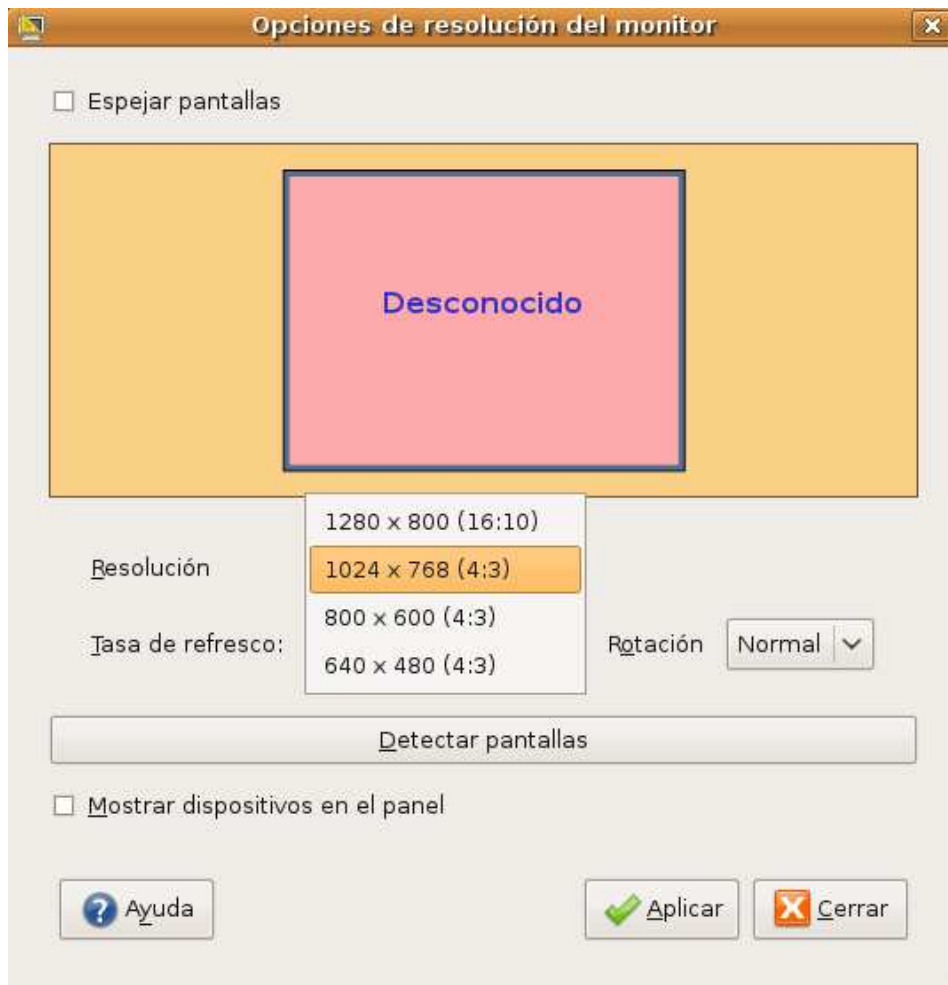 Opciones de resolución del monitor
Espejar pantallas
Desconocido
Resolución
1280 x 800 (16:10)
1024 x 768 (4:3)
800 x 600 (4:3)
640 x 480 (4:3)
Tasa de refresco:
Rotación
Normal
Detectar pantallas
Mostrar dispositivos en el panel
Ayuda
Aplicar
Cerrar